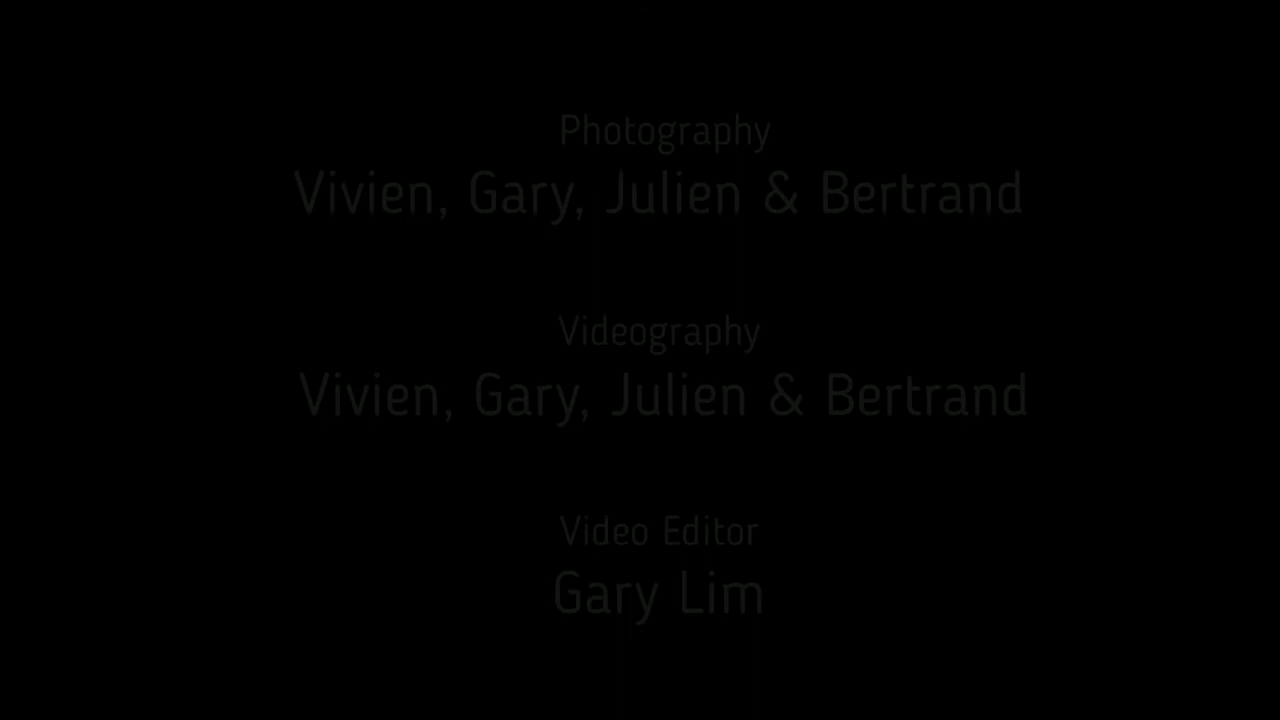 Photography
Vivien, Gary, Julien & Bertrand
Videography
Vivien, Gary, Julien & Bertrand
Video Editor
Gary Lim